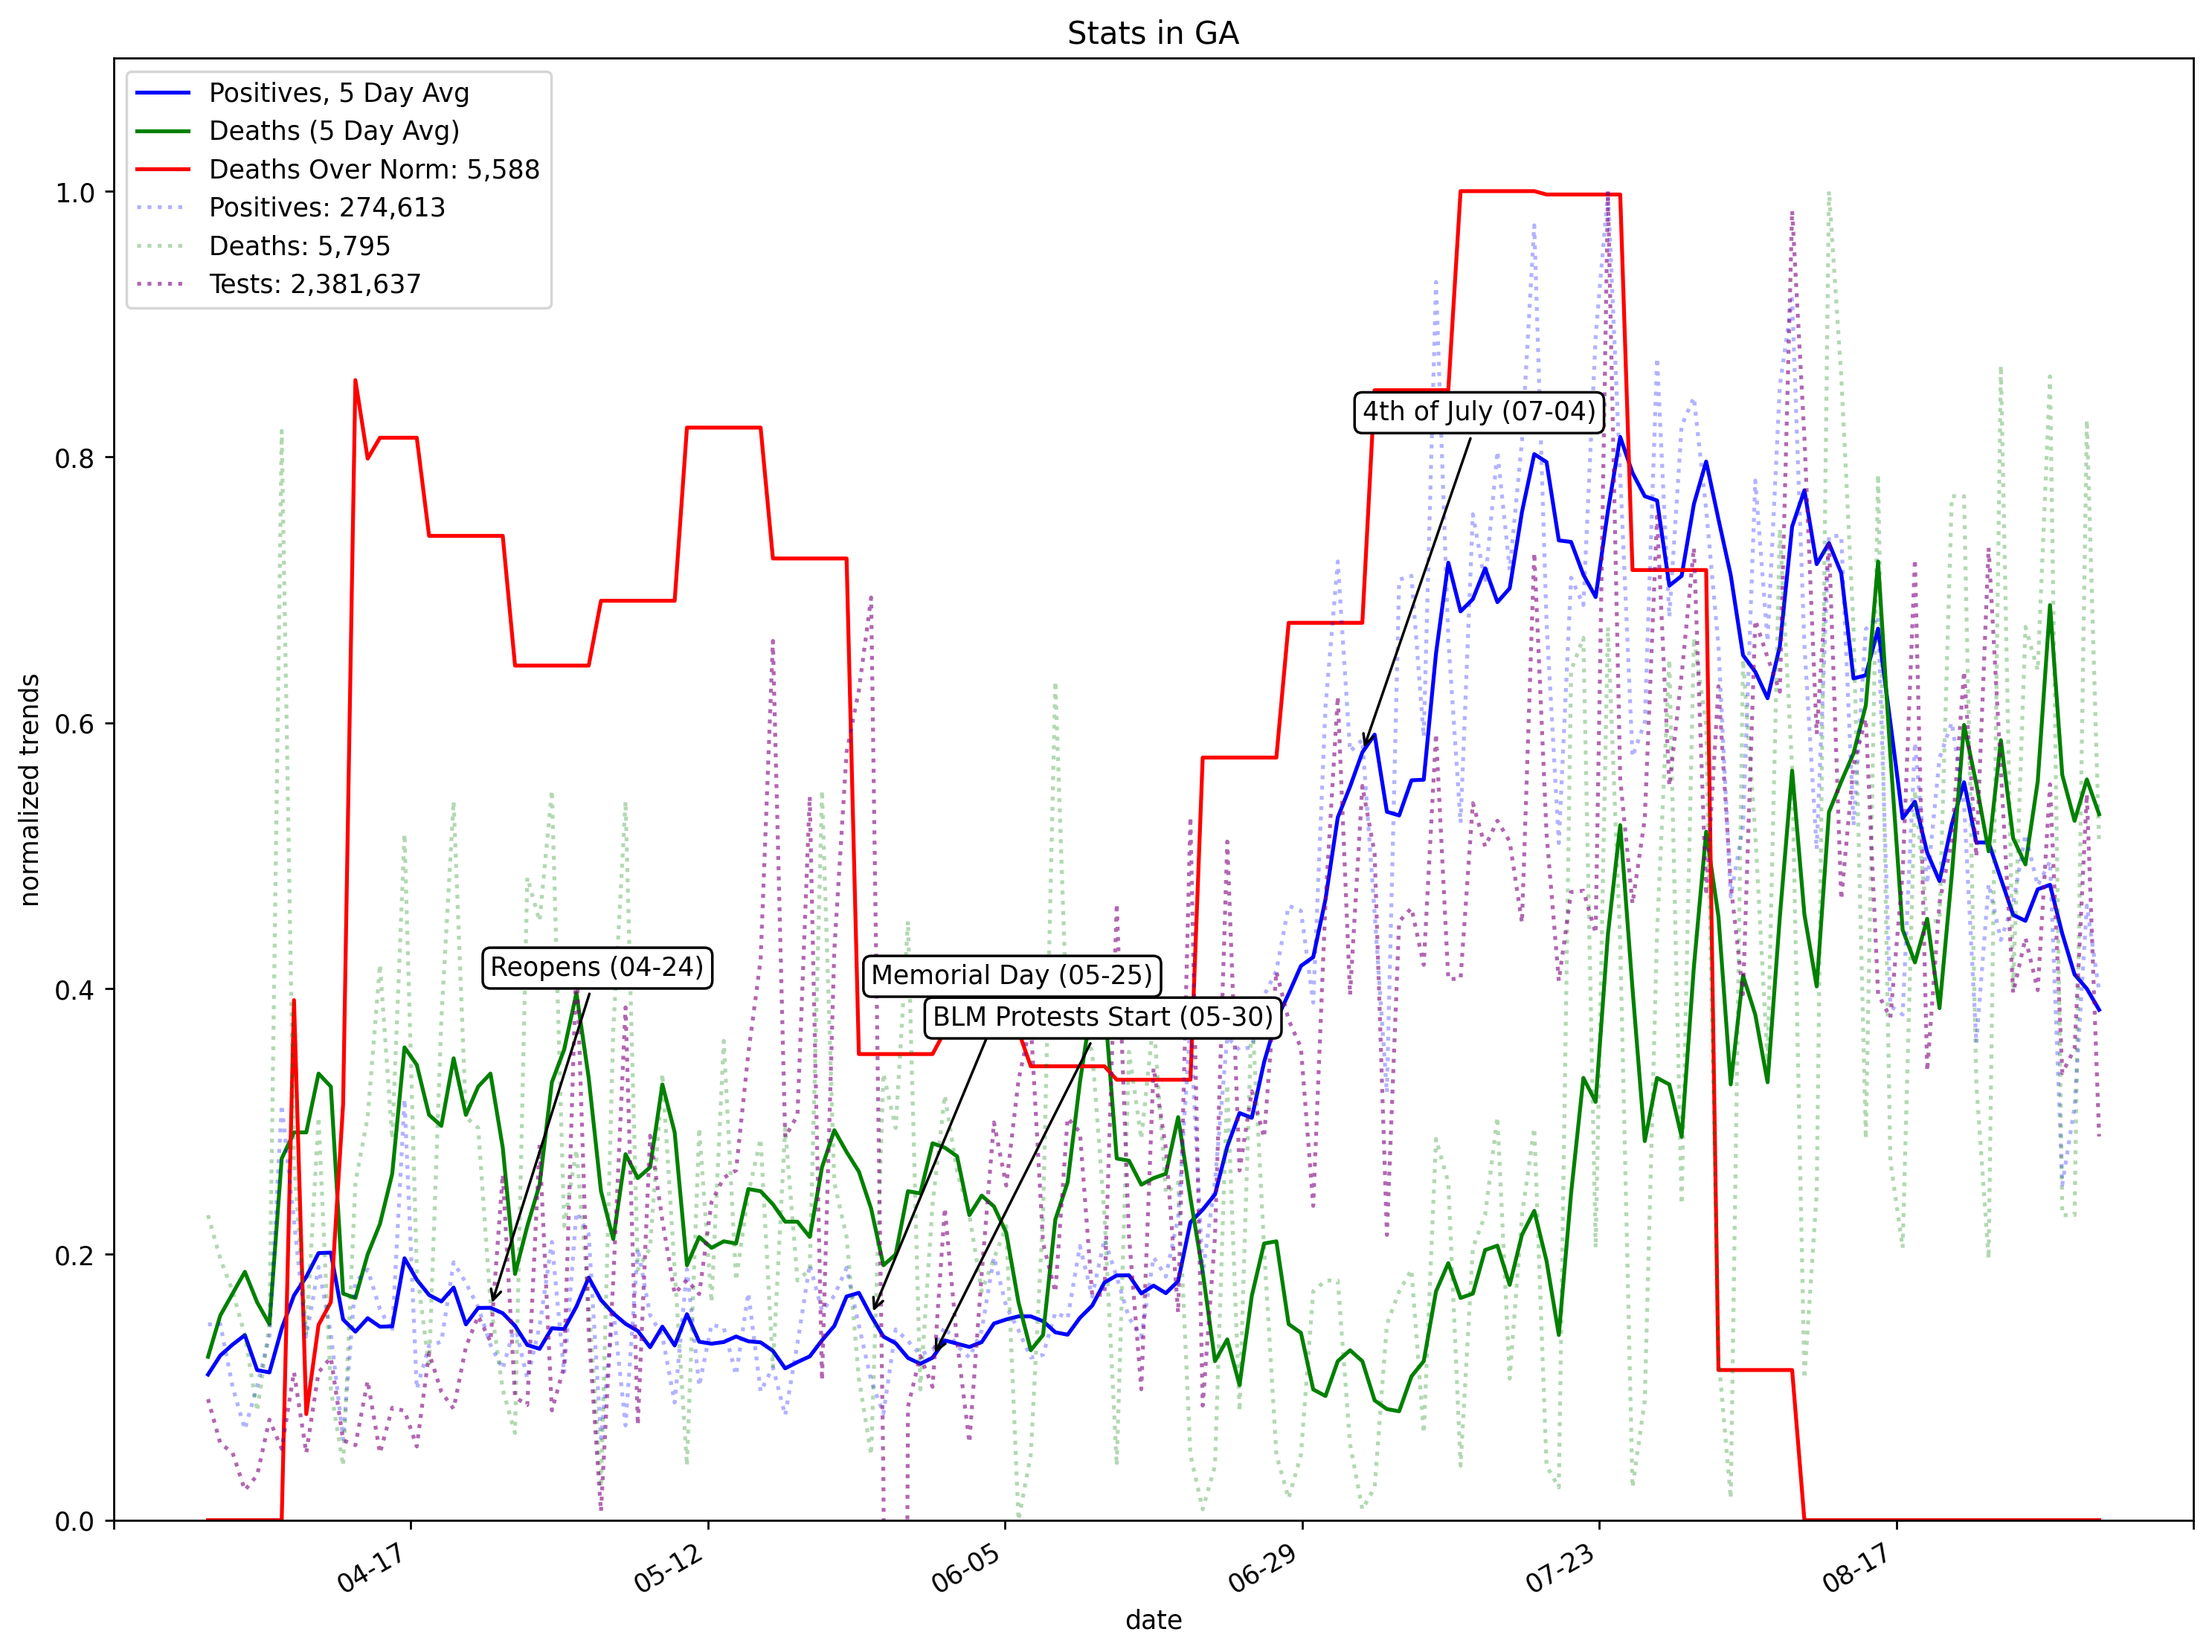 Stats in GA
Positives, 5 Day Avg
Deaths (5 Day Avg)
Deaths Over Norm: 5,588
Positives: 274,613
Deaths: 5,795
Tests: 2,381,637
1.0
0.8
0.6
0.4
0.2
0.0
normalized trends
4th of July (07-04)
Reopens (04-24)
Memorial Day (05-25)
BLM Protests Start (05-30)
04-17
05-12
06-05
06-29
07-23
08-17
date